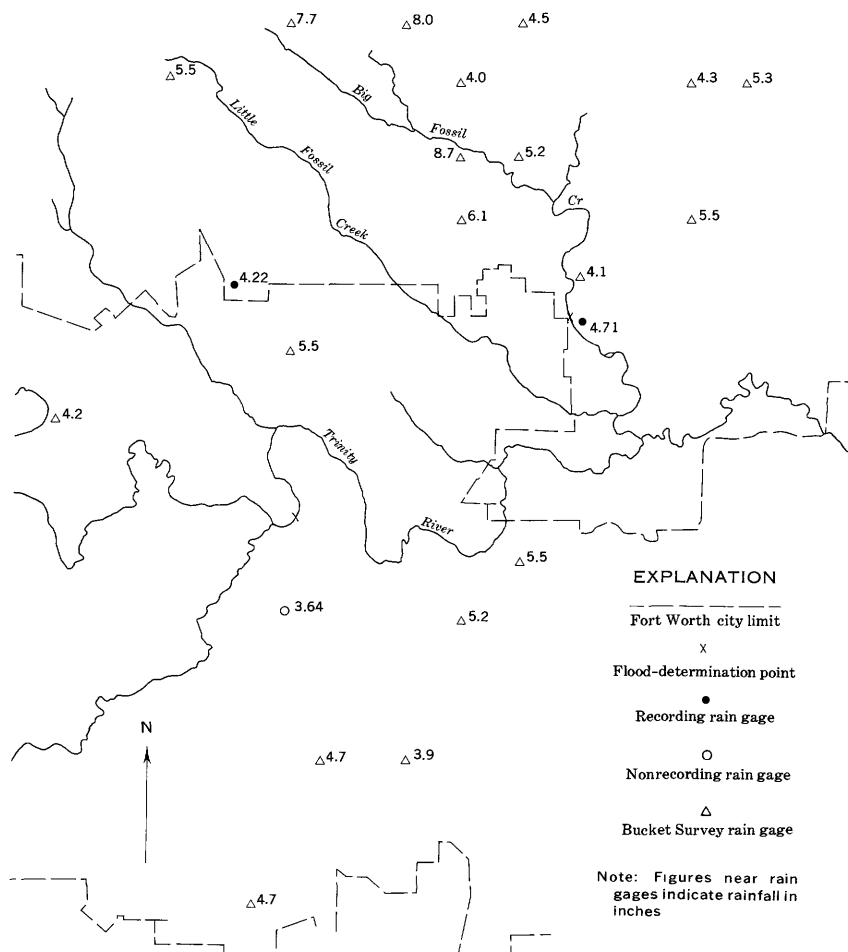 7.7
8.0
4.5
5.5
4.0
4.3
5.3
Big
Little
Fossil
8.7
5.2
Fossil
Cr
6.1
5.5
Creek
4.22
4.1
4.71
5.5
4.2
Trinity
River
5.5
3.64
5.2
N
4.7
3.9
4.7
EXPLANATION
Fort Worth city limit
X
Flood-determination point
Recording rain gage
Nonrecording rain gage
Bucket Survey rain gage
Note: Figures near rain
gages indicate rainfall in
inches